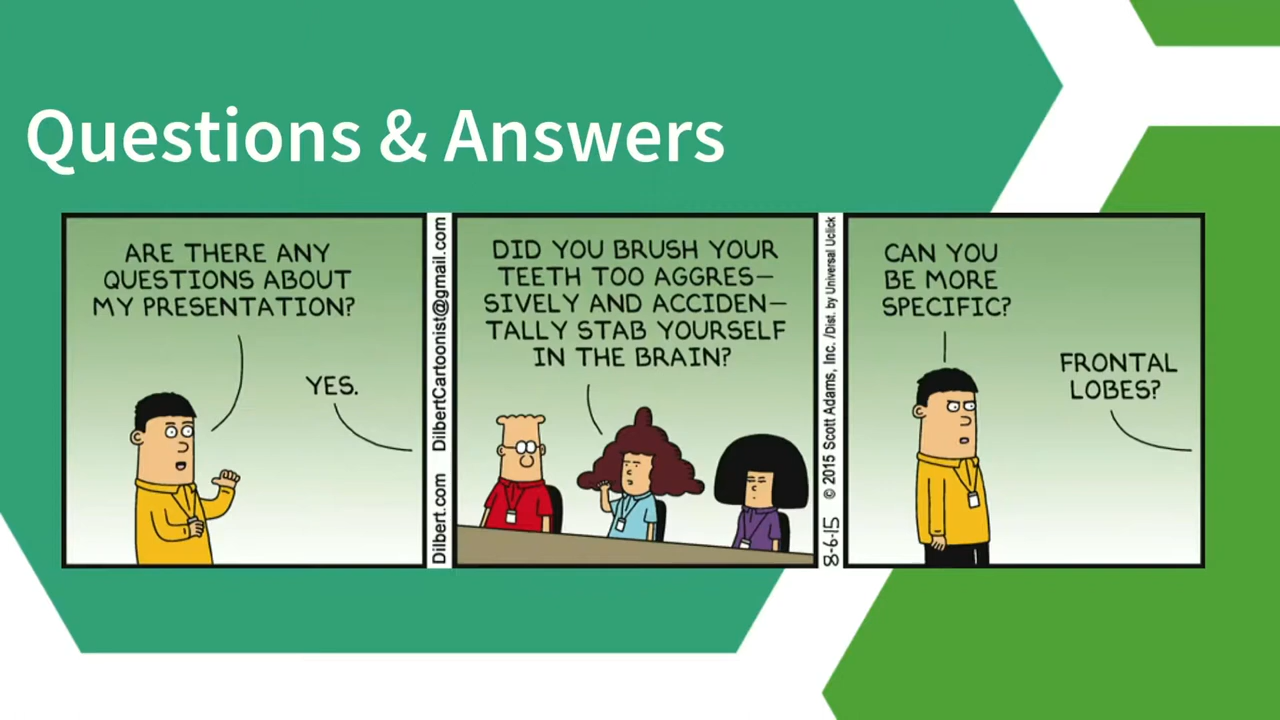 Questions & Answers
ARE THERE ANY
QUESTIONS ABOUT
MY PRESENTATION?
YES.
Dilbert.com DilbertCartoonist@gmail.com
DID YOU BRUSH YOUR
TEETH TOO AGGRES-
SIVELY AND ACCIDEN-
TALLY STAB YOURSELF
IN THE BRAIN?
8-6-15 © 2015 Scott Adams, Inc. /Dist. by Universal Uclick
CAN YOU
BE MORE
SPECIFIC?
FRONTAL
LOBES?